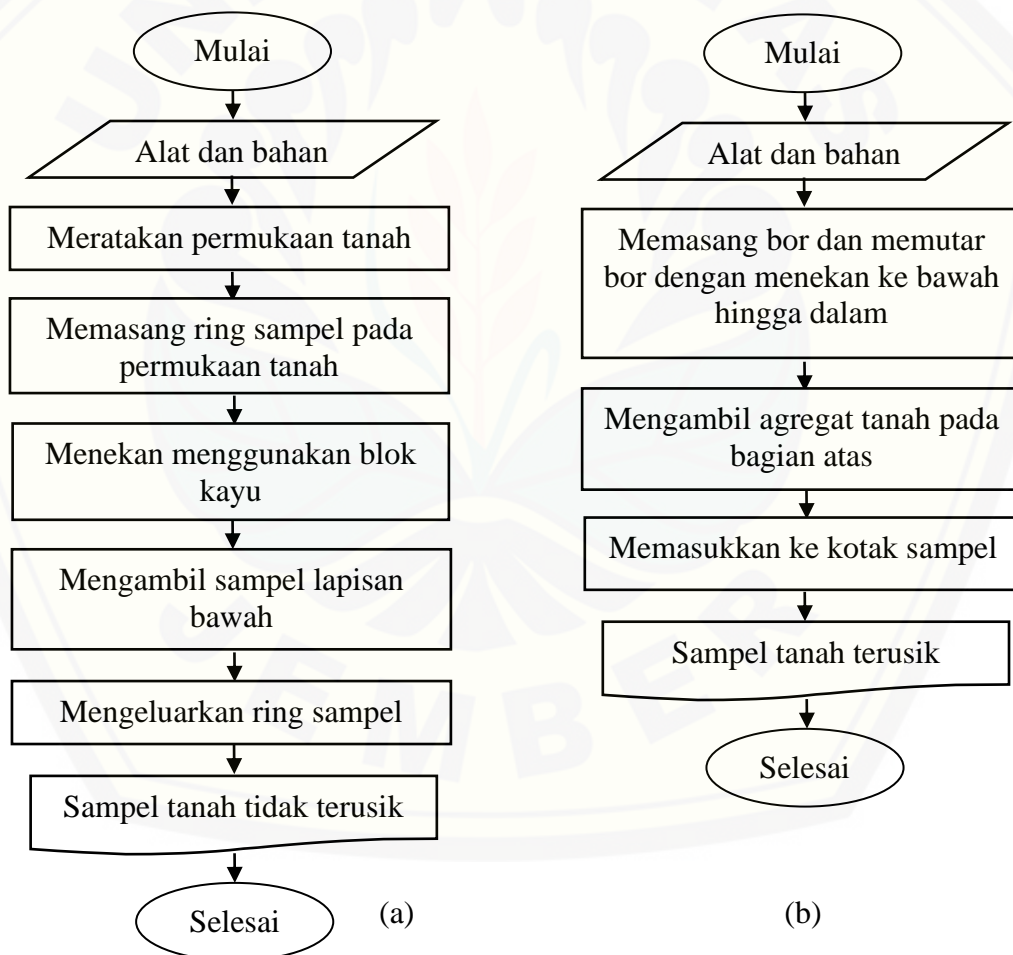 Mulai
Alat dan bahan
Meratakan permukaan tanah
Memasang ring sampel pada
permukaan tanah
Menekan menggunakan blok
kayu
Mengambil sampel lapisan
bawah
Mengeluarkan ring sampel
Sampel tanah tidak terusik
Selesai
(a)
Mulai
Alat dan bahan
Memasang bor dan memutar
bor dengan menekan ke bawah
hingga dalam
Mengambil agregat tanah pada
bagian atas
Memasukkan ke kotak sampel
Sampel tanah terusik
Selesai
(b)
JEMBER